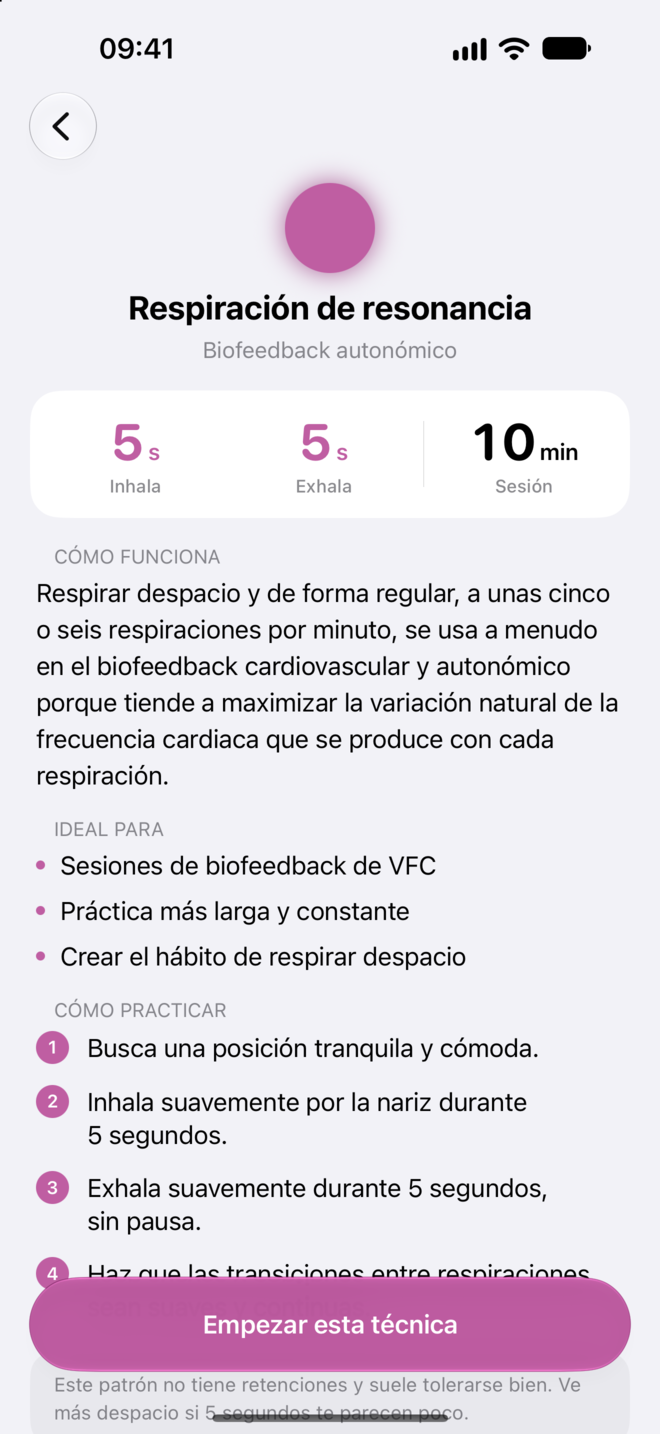 09:41
Respiración de resonancia
Biofeedback autonómico
5 s
Inhala
5 s
Exhala
10 min
Sesión
CÓMO FUNCIONA
Respirar despacio y de forma regular, a unas cinco
o seis respiraciones por minuto, se usa a menudo
en el biofeedback cardiovascular y autonómico
porque tiende a maximizar la variación natural de la
frecuencia cardiaca que se produce con cada
respiración.
IDEAL PARA
Sesiones de biofeedback de VFC
Práctica más larga y constante
Crear el hábito de respirar despacio
CÓMO PRACTICAR
1 Busca una posición tranquila y cómoda.
2 Inhala suavemente por la nariz durante
5 segundos.
3 Exhala suavemente durante 5 segundos,
sin pausa.
4 Haz que las transiciones entre respiraciones
Empezar esta técnica
Este patrón no tiene retenciones y suele tolerarse bien. Ve
más despacio si 5 segundos te parecen poco.